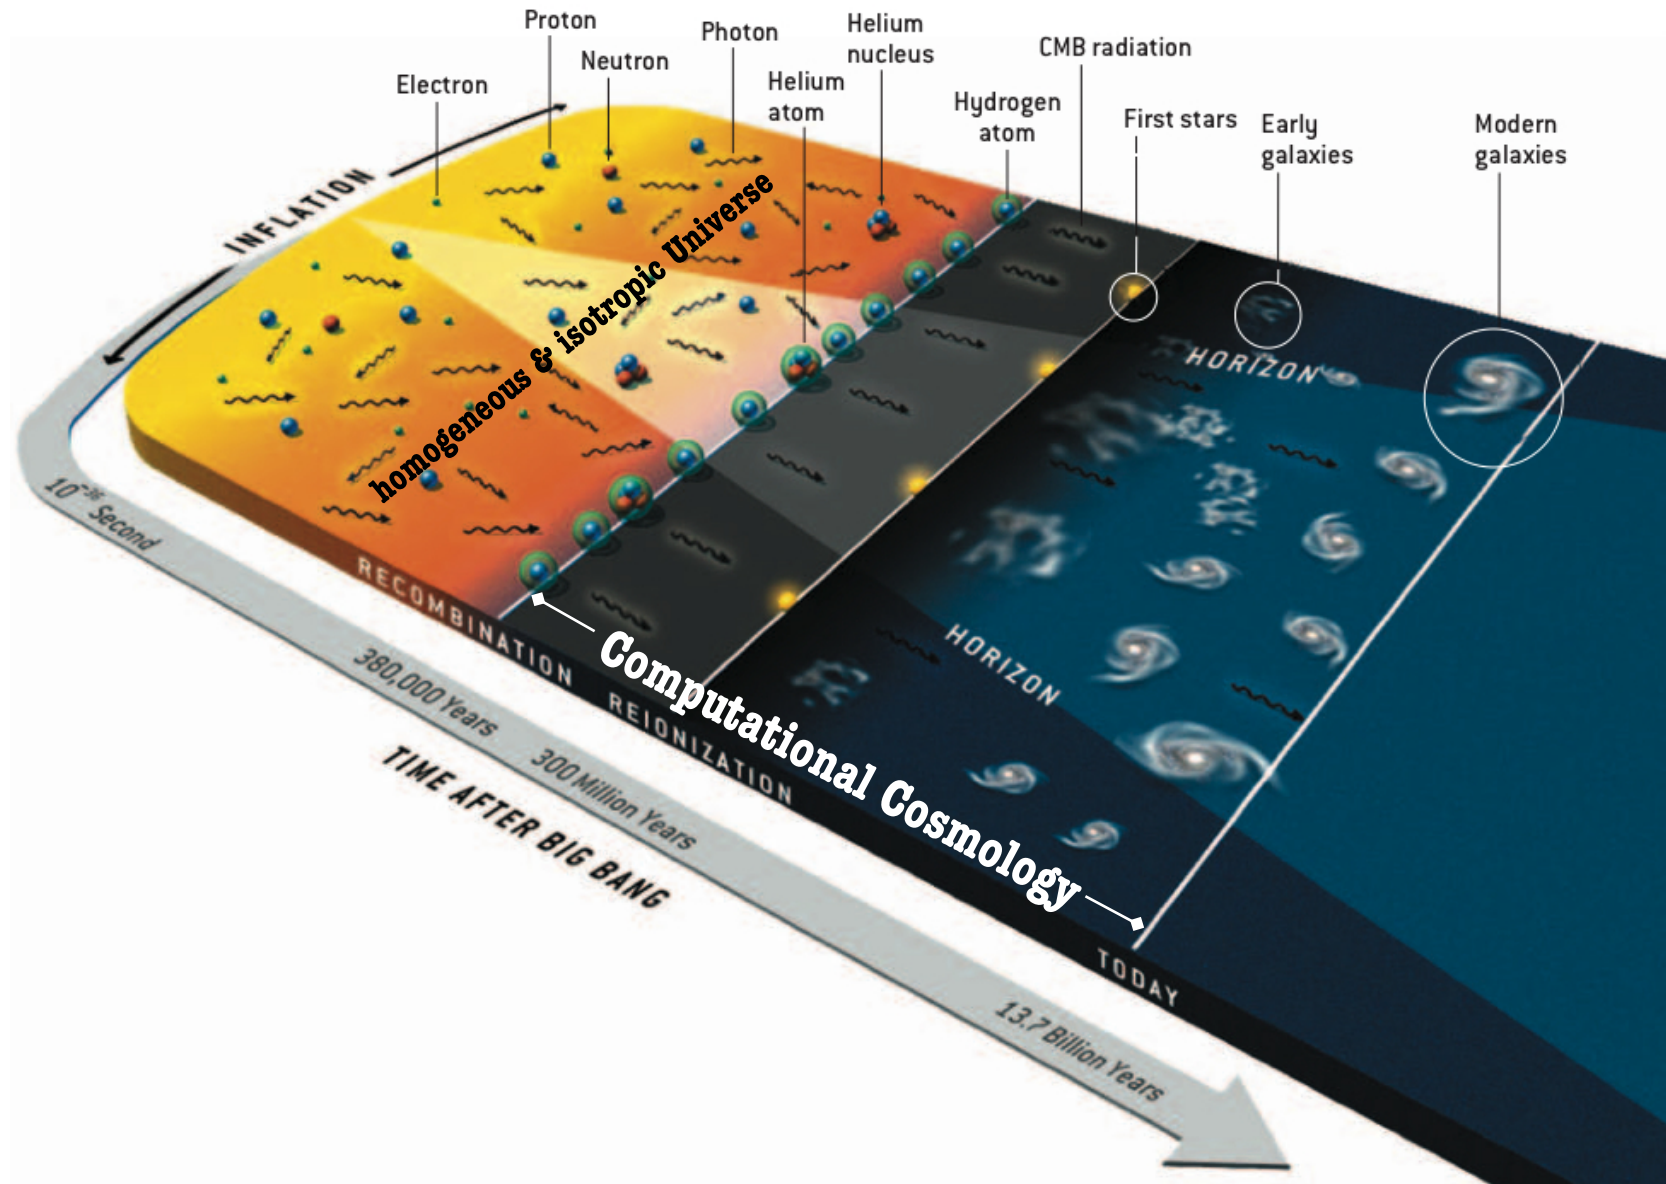 Proton
Neutron
Electron
Photon
Helium
nucleus
Helium
atom
CMB radiation
Hydrogen
atom
First stars
Early
galaxies
Modern
galaxies
INFLATION
homogeneous & isotropic Universe
HORIZON
HORIZON
10⁻³⁶ Second
RECOMBINATION
380,000 Years
REIONIZATION
300 Million Years
Computational Cosmology
TIME AFTER BIG BANG
TODAY
13.7 Billion Years